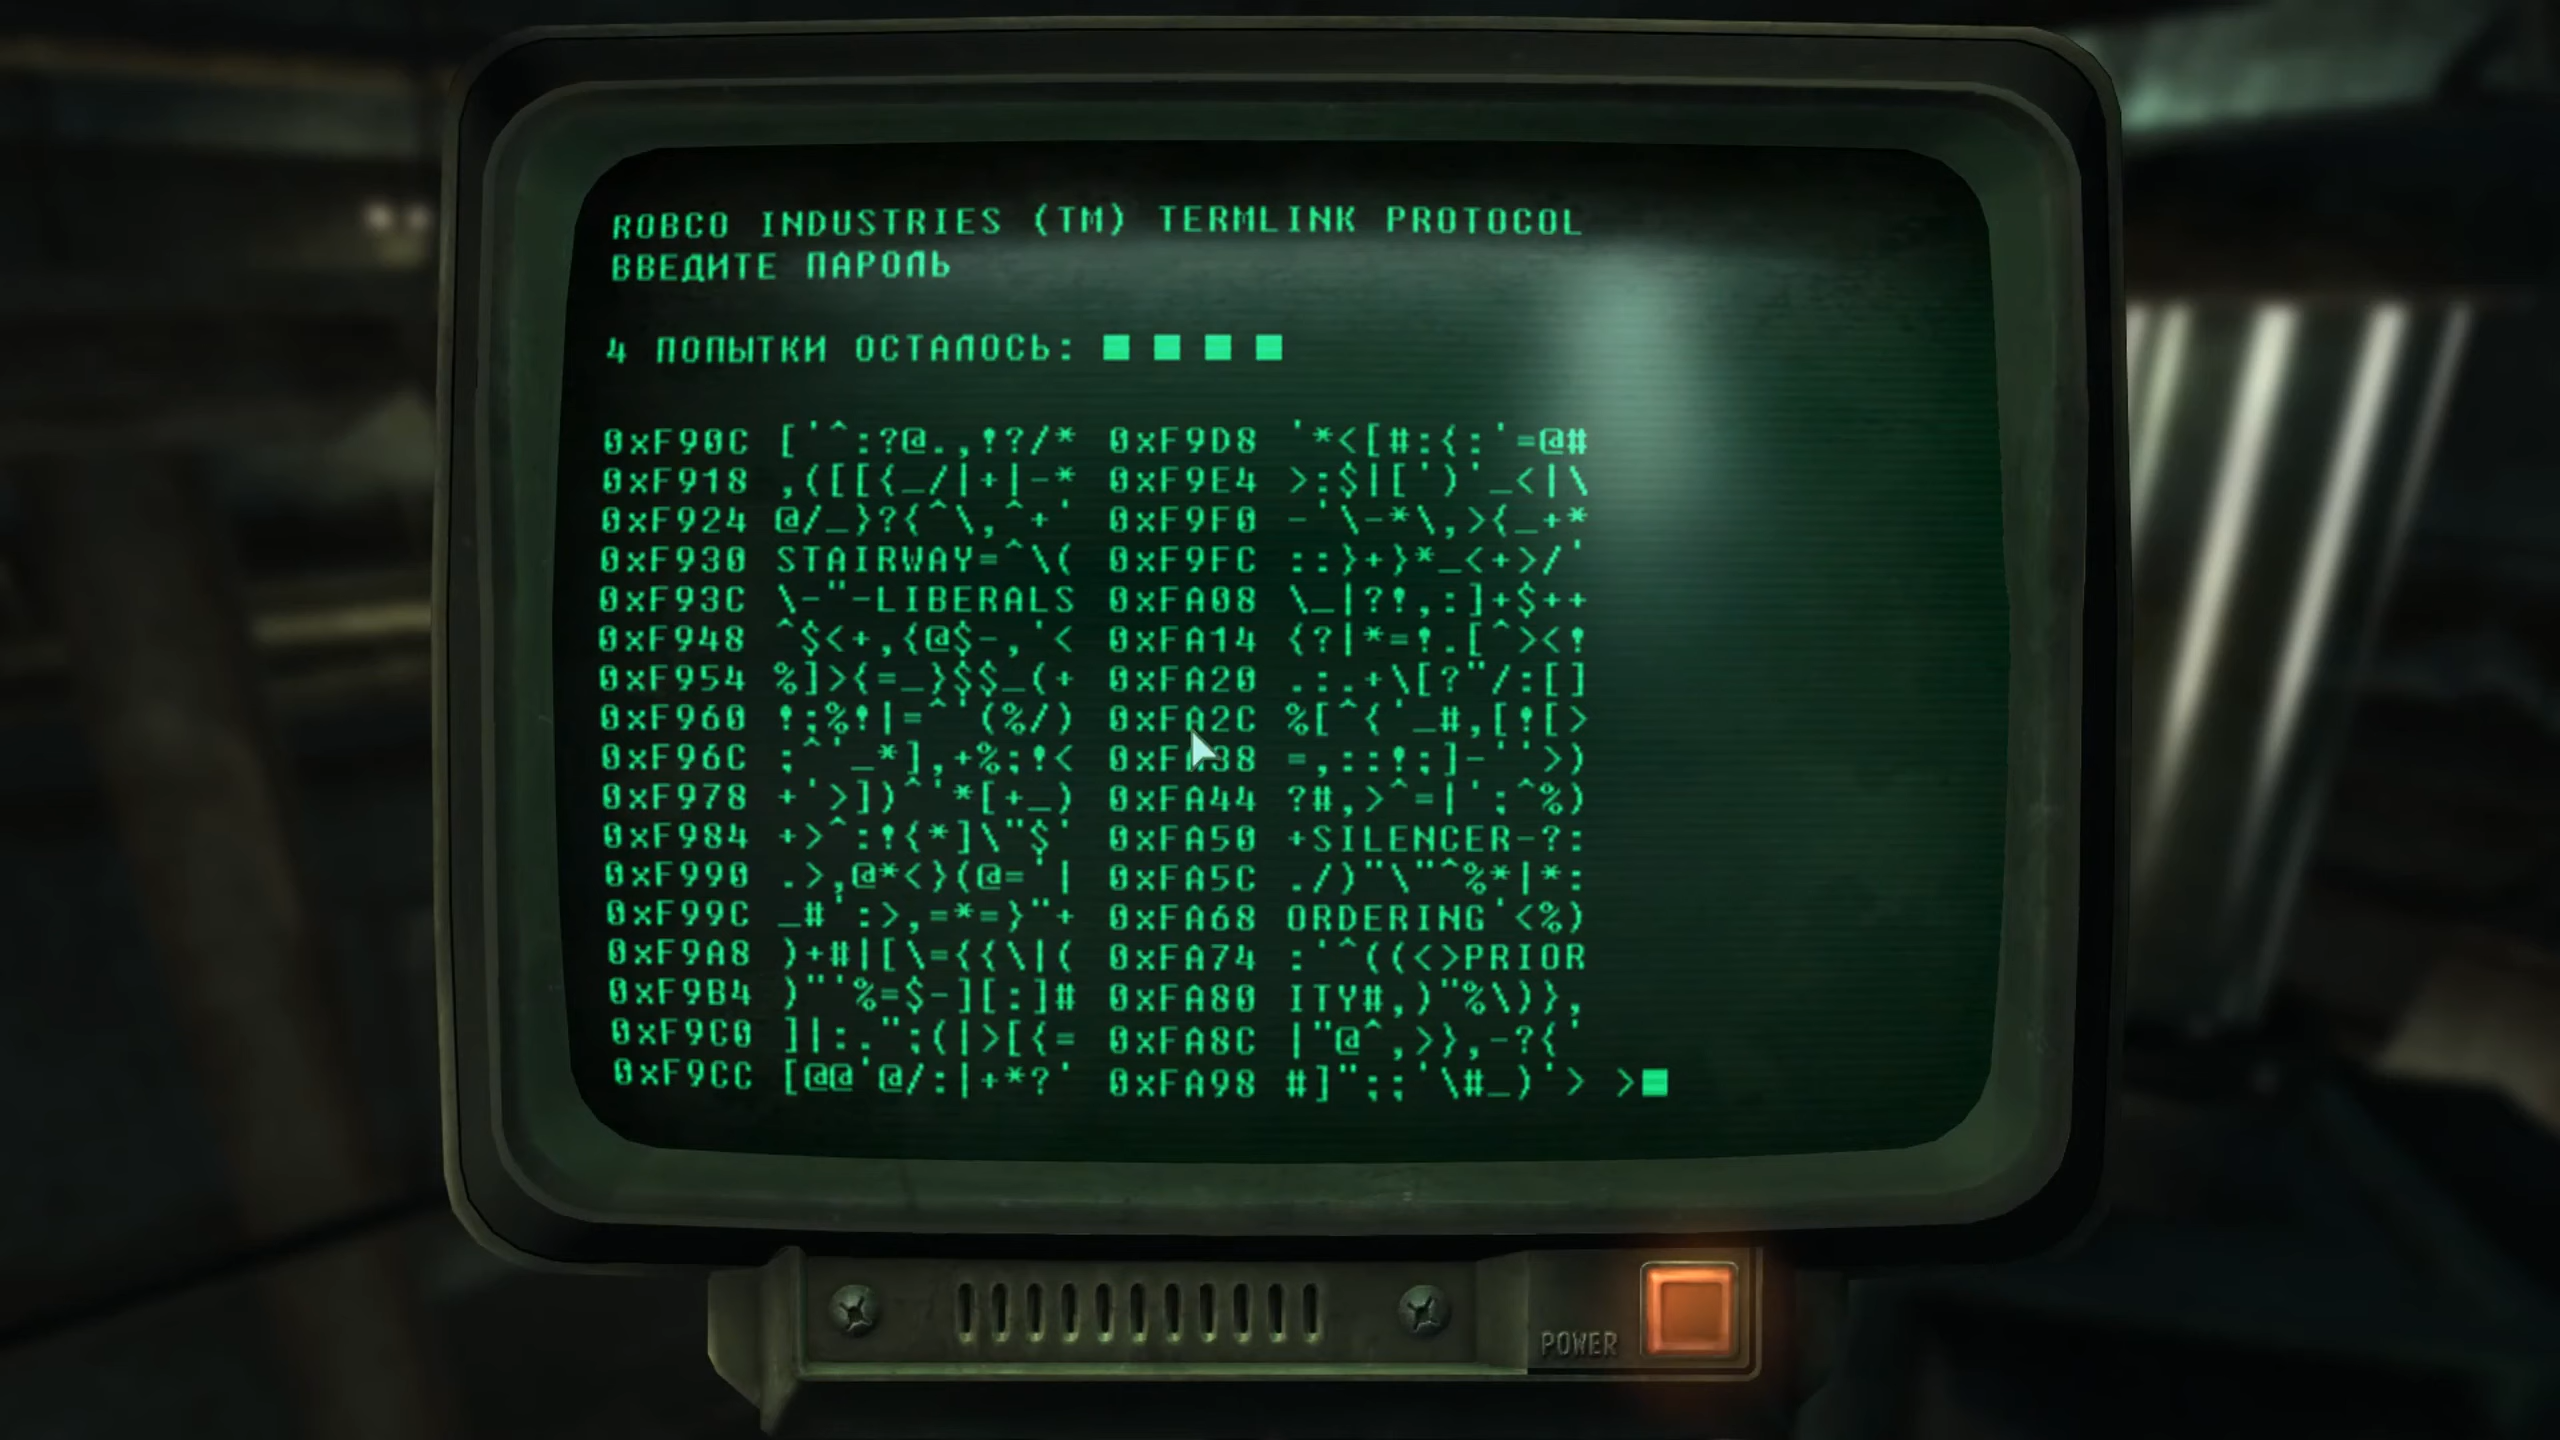 ROBCO INDUSTRIES (TM) TERMLINK PROTOCOL
ВВЕДИТЕ ПАРОЛЬ
4 ПОПЫТКИ ОСТАЛОСЬ: ■ ■ ■ ■
0xF90C ['^:?@.,!?/* 0xF9D8 '*<[#:{:'=@#
0xF918 ,([[{_/|+|-* 0xF9E4 >:$|[')'_<|\
0xF924 @/_}?{^\,^+' 0xF9F0 -'\-*\,>{_+*
0xF930 STAIRWAY=^\( 0xF9FC ::}+}*_<+>/'
0xF93C \-"-LIBERALS 0xFA08 \_|?!,:]+$++
0xF948 ^$<+,{@$-,'< 0xFA14 {?|*=!.[^><!
0xF954 %]>{=_}$$_(+ 0xFA20 .:.+\[?"/:[]
0xF960 !;%!|=^'(%/) 0xFA2C %[^{'_#,[![>
0xF96C ;^'_*],+%;!< 0xFA38 =,::!;]-''>)
0xF978 +'>])^'*[+_) 0xFA44 ?#,>^=|';^%)
0xF984 +>^:!{*]\"$' 0xFA50 +SILENCER-?:
0xF990 .>,@*<}(@='| 0xFA5C ./)"\"^%*|*:
0xF99C _#':>,=*=}"+ 0xFA68 ORDERING'<%)
0xF9A8 )+#|[\={{\|( 0xFA74 :'^((<>PRIOR
0xF9B4 )"'%=$-][:]# 0xFA80 ITY#,)"%\)},
0xF9C0 ]|:.";(|>[{= 0xFA8C |"@^,>},-?{'
0xF9CC [@@'@/:|+*?' 0xFA98 #]";;'\#_)'> >■
POWER